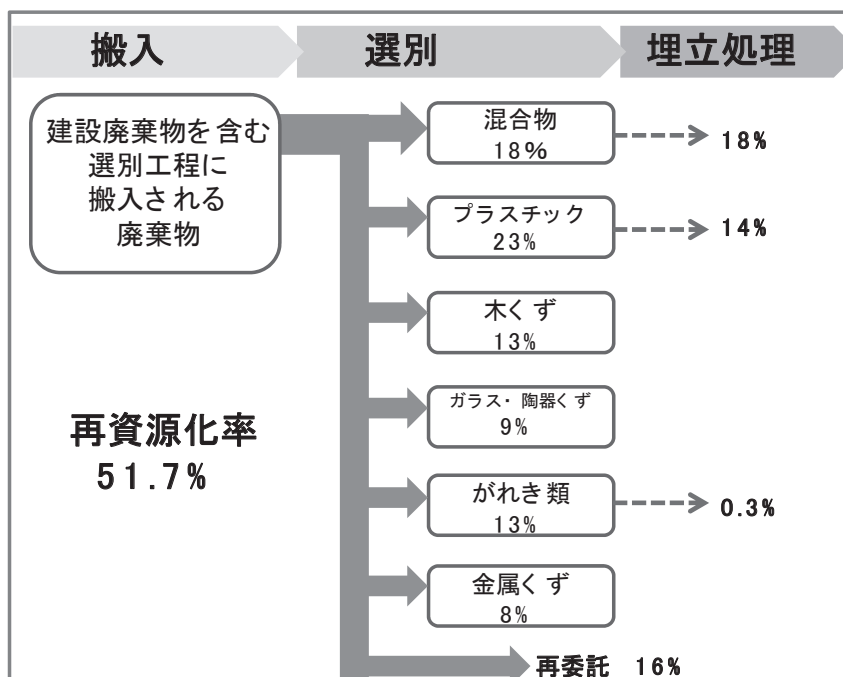 搬入
選別
埋立処理
建設廃棄物を含む
選別工程に
搬入される
廃棄物
混合物
18%
18%
プラスチック
23%
14%
木くず
13%
ガラス・陶器くず
9%
再資源化率
51.7%
がれき類
13%
0.3%
金属くず
8%
再委託 16%